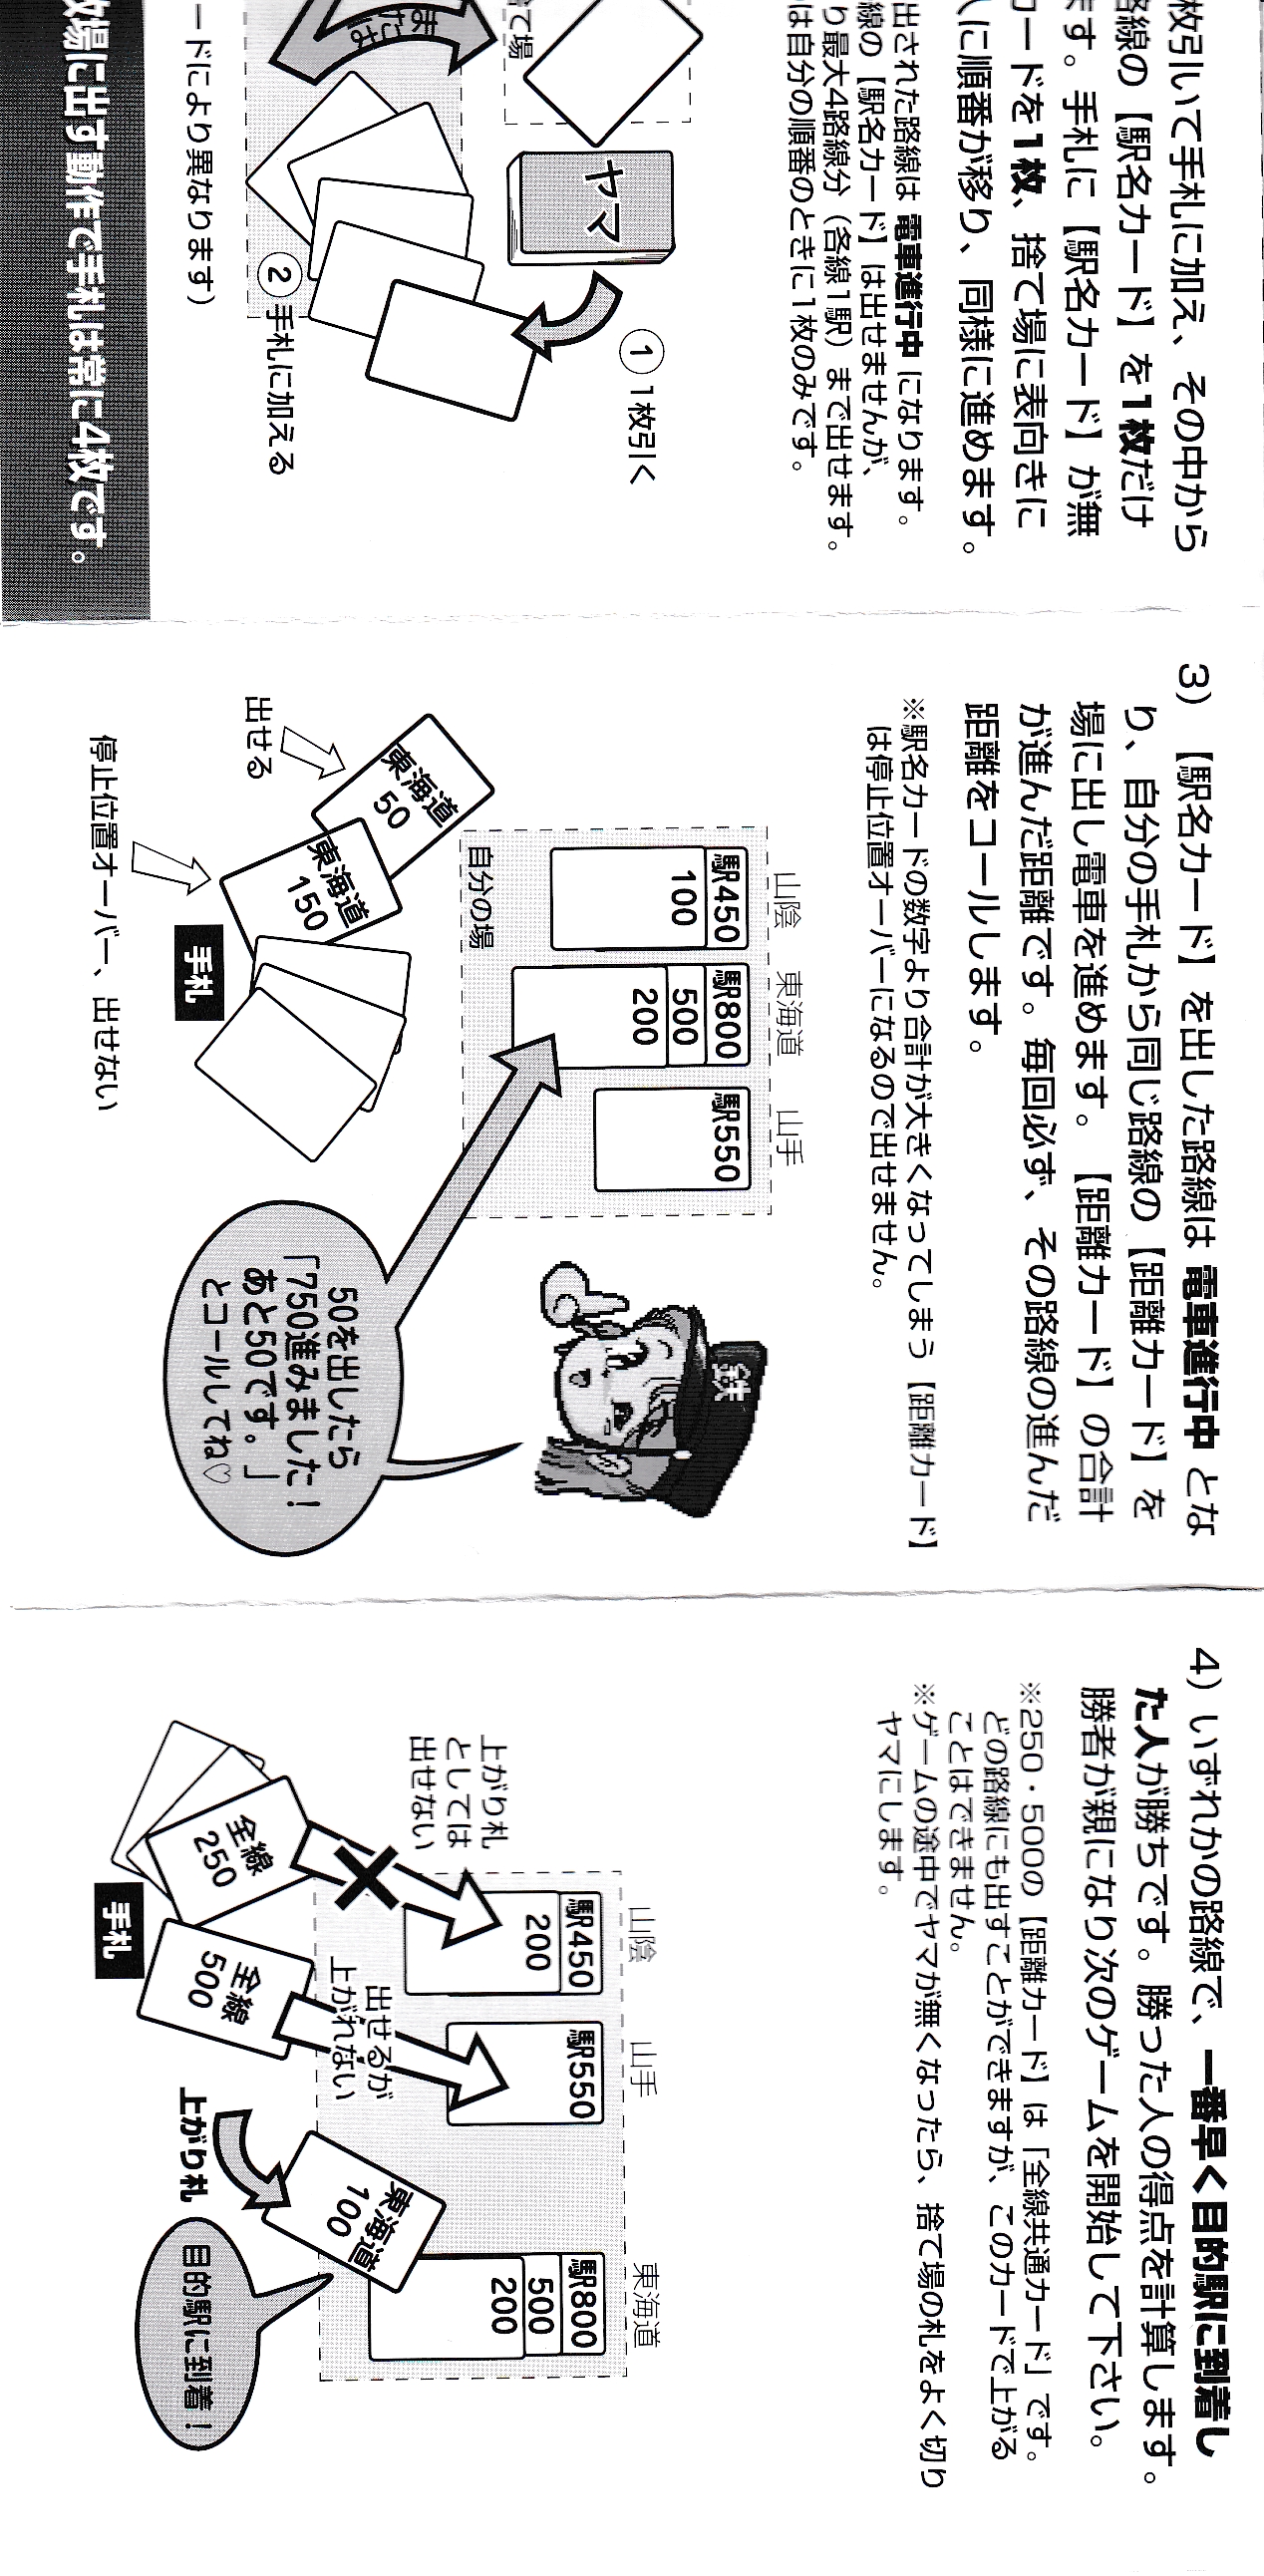 枚引いて手札に加え、その中から
路線の【駅名カード】を1枚だけ
ます。手札に【駅名カード】が無
カードを1枚、捨て場に表向きに
人に順番が移り、同様に進めます。
出された路線は電車進行中になります。
線の【駅名カード】は出せませんが、
り最大4路線分（各線1駅）まで出せます。
は自分の順番のときに1枚のみです。
① 1枚引く
ヤマ
② 手札に加える
て場
または
ードにより異なります）
場に出す動作で手札は常に4枚です。
3）【駅名カード】を出した路線は電車進行中とな
り、自分の手札から同じ路線の【距離カード】を
場に出し電車を進めます。【距離カード】の合計
が進んだ距離です。毎回必ず、その路線の進んだ
距離をコールします。
※駅名カードの数字より合計が大きくなってしまう【距離カード】
は停止位置オーバーになるので出せません。
鉄
山陰
東海道
山手
駅450
100
駅800
500
200
駅550
自分の場
50を出したら
「750進みました！
あと50です。」
とコールしてね♡
東海道
50
東海道
150
手札
出せる
停止位置オーバー、出せない
4）いずれかの路線で、一番早く目的駅に到着し
た人が勝ちです。勝った人の得点を計算します。
勝者が親になり次のゲームを開始して下さい。
※250・500の【距離カード】は「全線共通カード」です。
どの路線にも出すことができますが、このカードで上がる
ことはできません。
※ゲームの途中でヤマが無くなったら、捨て場の札をよく切り
ヤマにします。
山陰
山手
東海道
駅450
200
駅550
駅800
500
200
上がり札
としては
出せない
出せるが
上がれない
東海道
100
目的駅に到着！
上がり札
全線
250
全線
500
手札